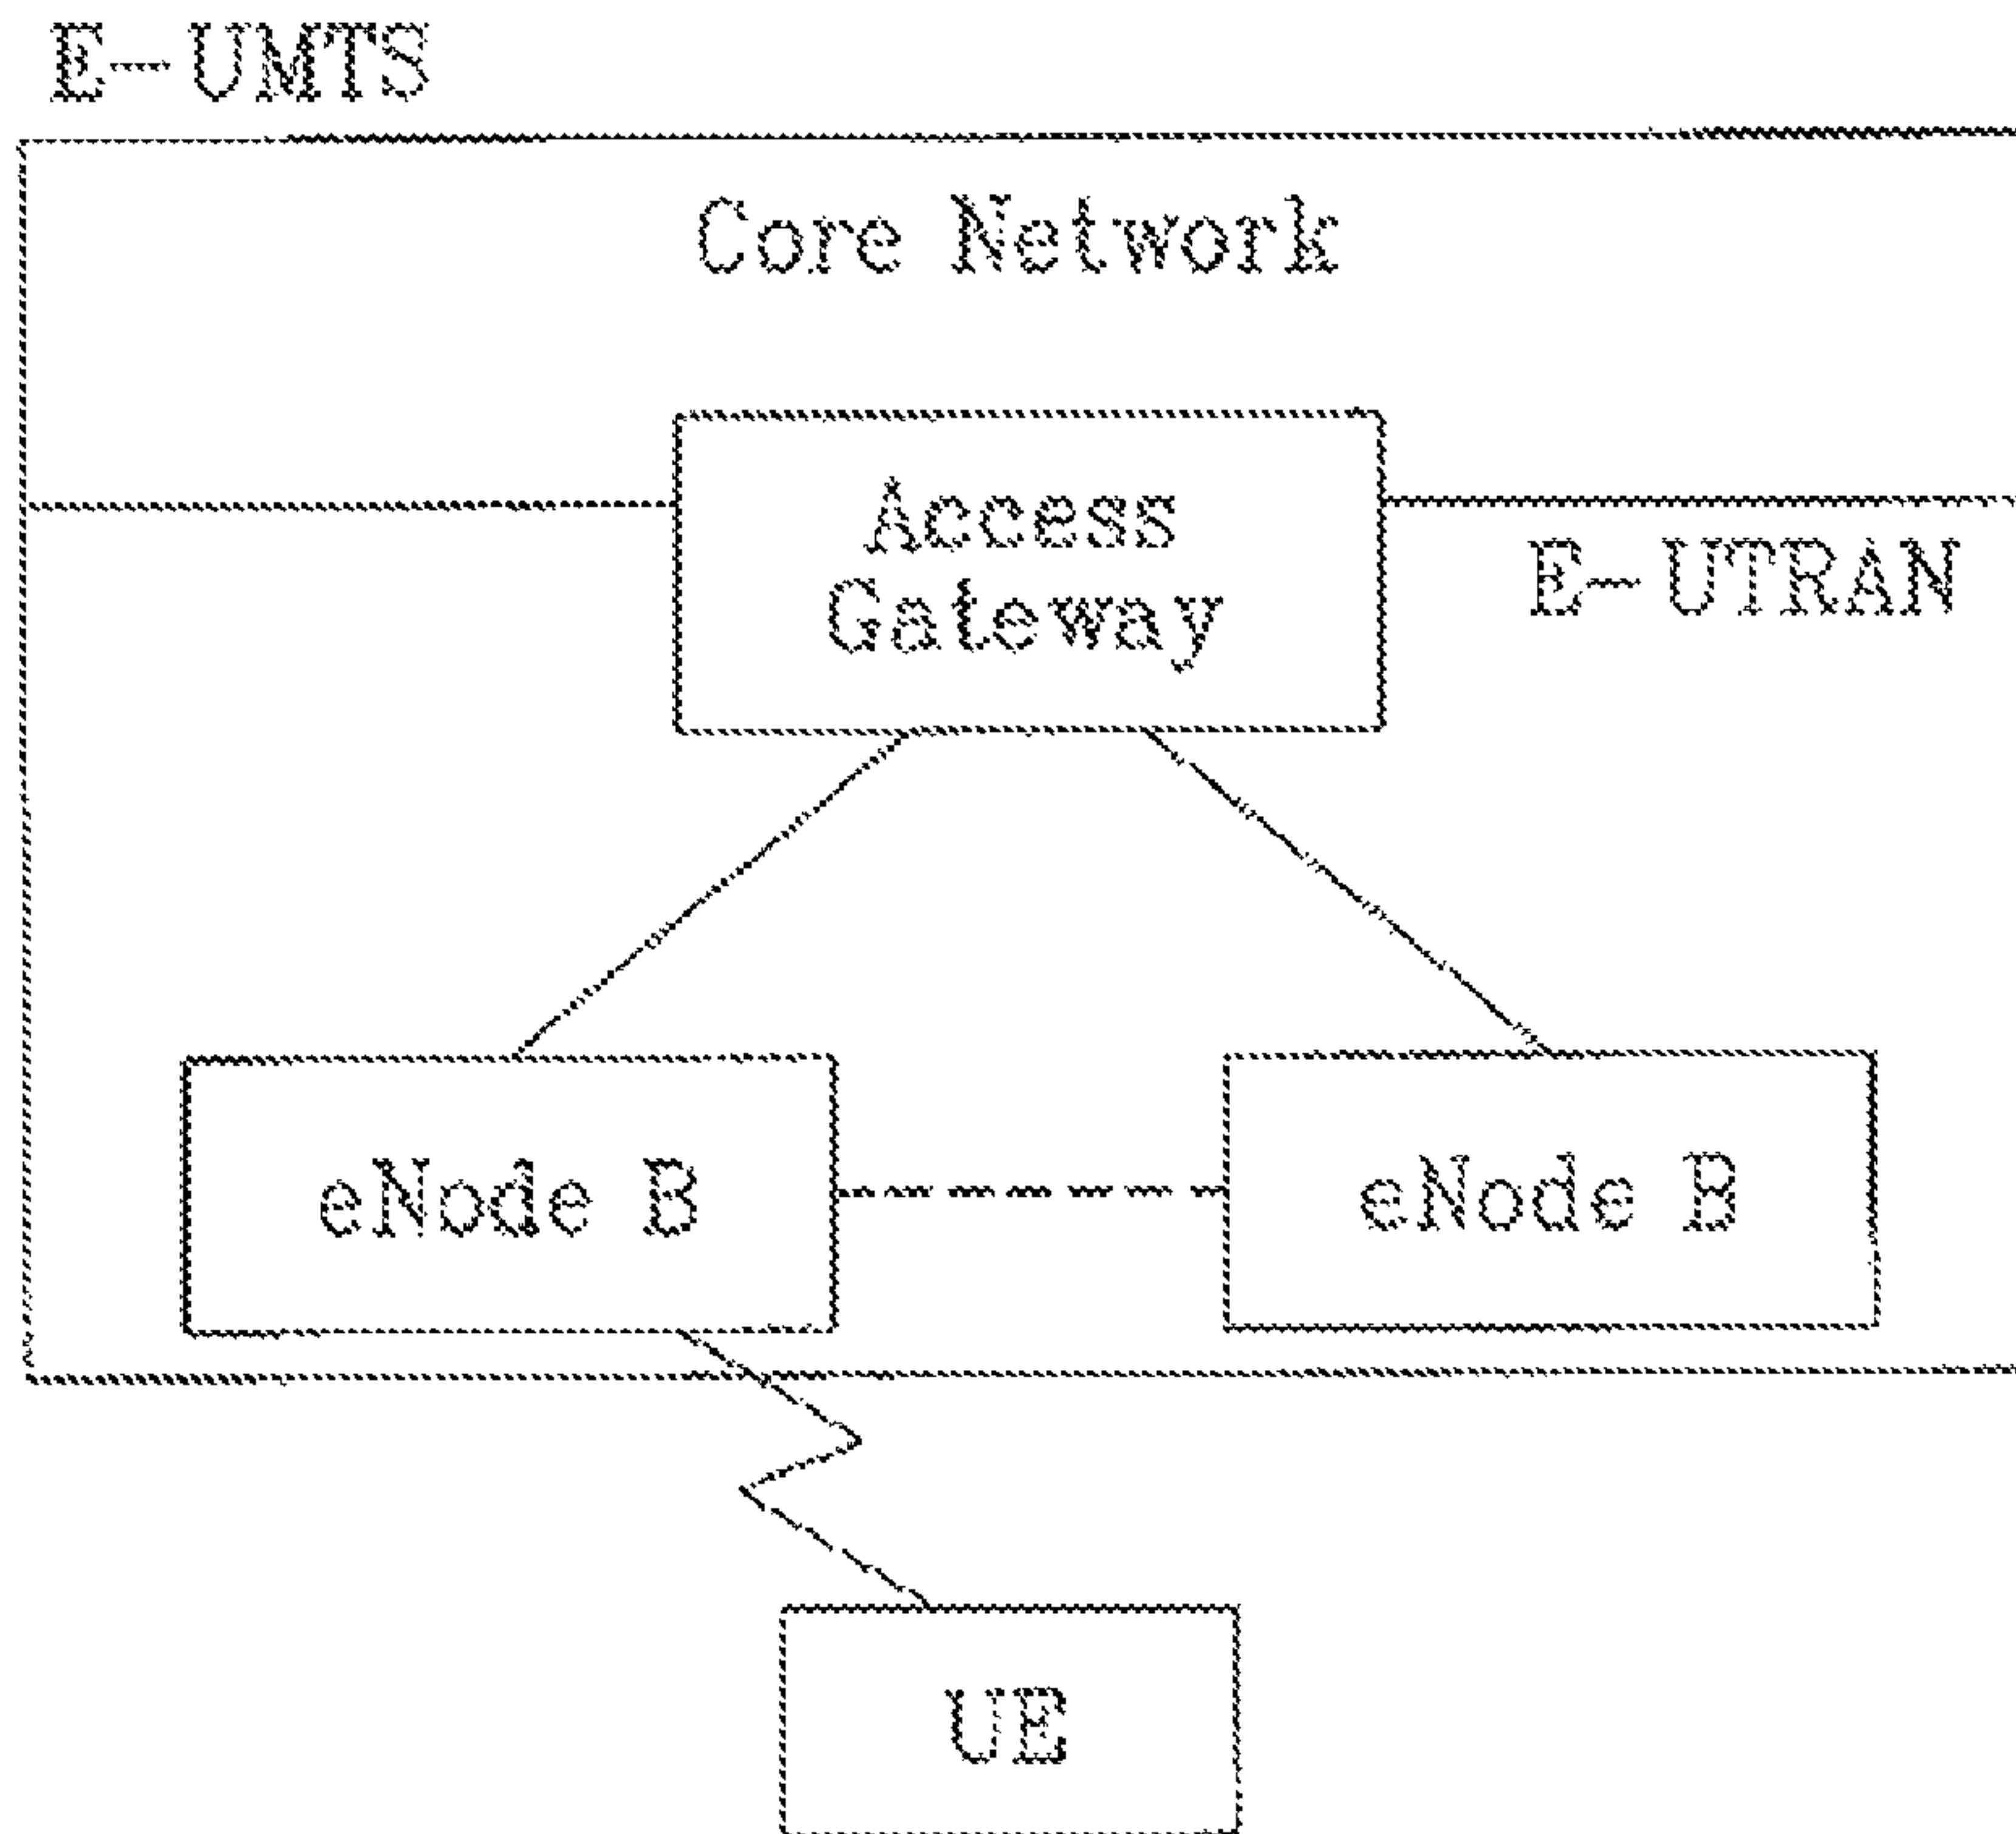 E-UMTS
Core Network
Access
Gateway
E-UTRAN
eNode B
eNode B
UE